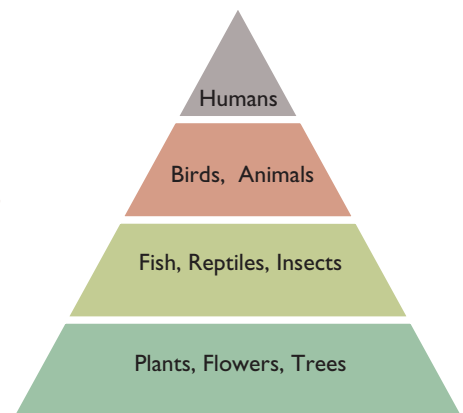 Humans
Birds, Animals
Fish, Reptiles, Insects
Plants, Flowers, Trees